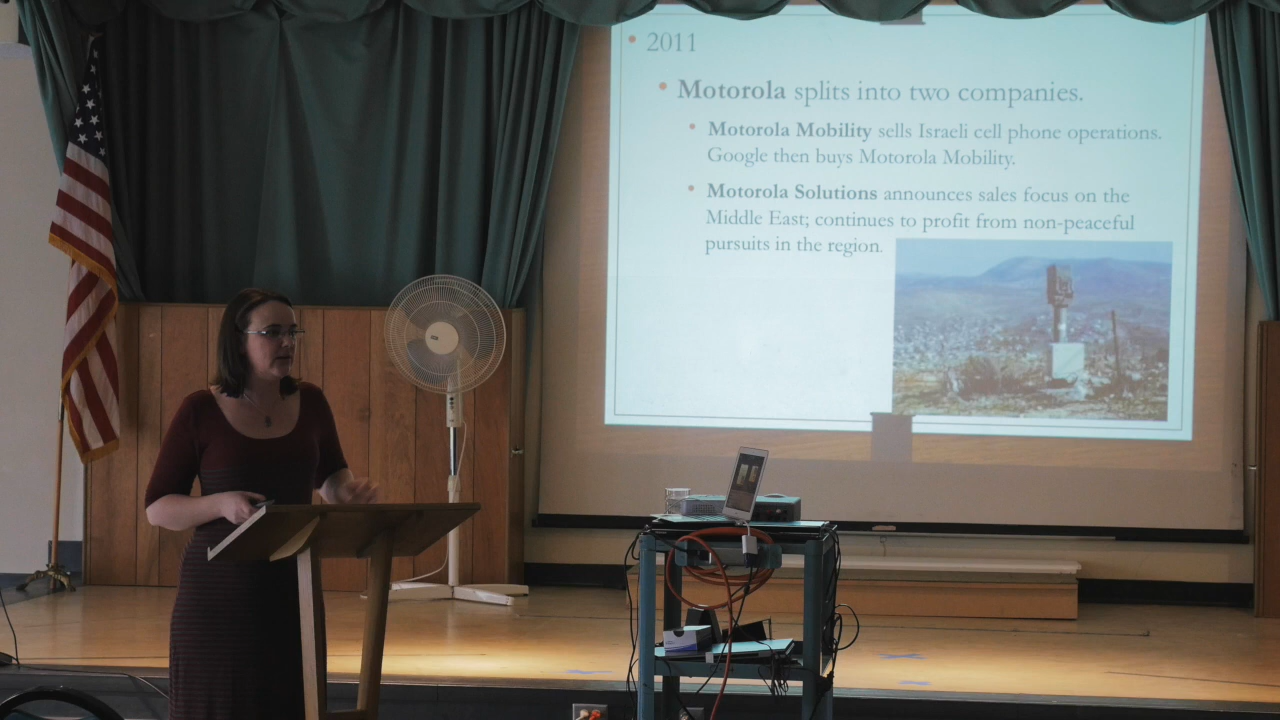 2011
Motorola splits into two companies.
Motorola Mobility sells Israeli cell phone operations.
Google then buys Motorola Mobility.
Motorola Solutions announces sales focus on the
Middle East; continues to profit from non-peaceful
pursuits in the region.